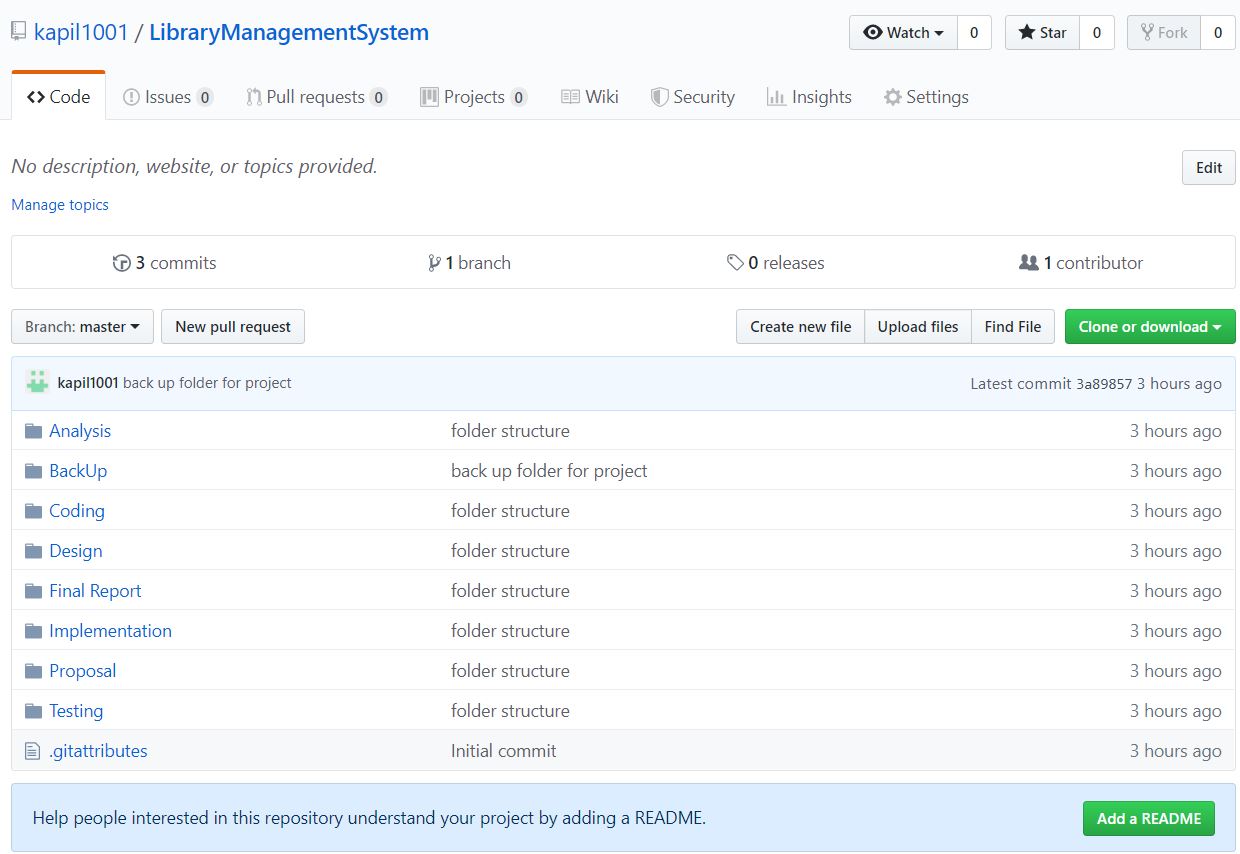 kapil1001 / LibraryManagementSystem Watch 0 Star 0 Fork 0
Code Issues 0 Pull requests 0 Projects 0 Wiki Security Insights Settings
No description, website, or topics provided. Edit
Manage topics
3 commits 1 branch 0 releases 1 contributor
Branch: master New pull request Create new file Upload files Find File Clone or download
kapil1001 back up folder for project Latest commit 3a89857 3 hours ago
Analysis folder structure 3 hours ago
BackUp back up folder for project 3 hours ago
Coding folder structure 3 hours ago
Design folder structure 3 hours ago
Final Report folder structure 3 hours ago
Implementation folder structure 3 hours ago
Proposal folder structure 3 hours ago
Testing folder structure 3 hours ago
.gitattributes Initial commit 3 hours ago
Help people interested in this repository understand your project by adding a README. Add a README